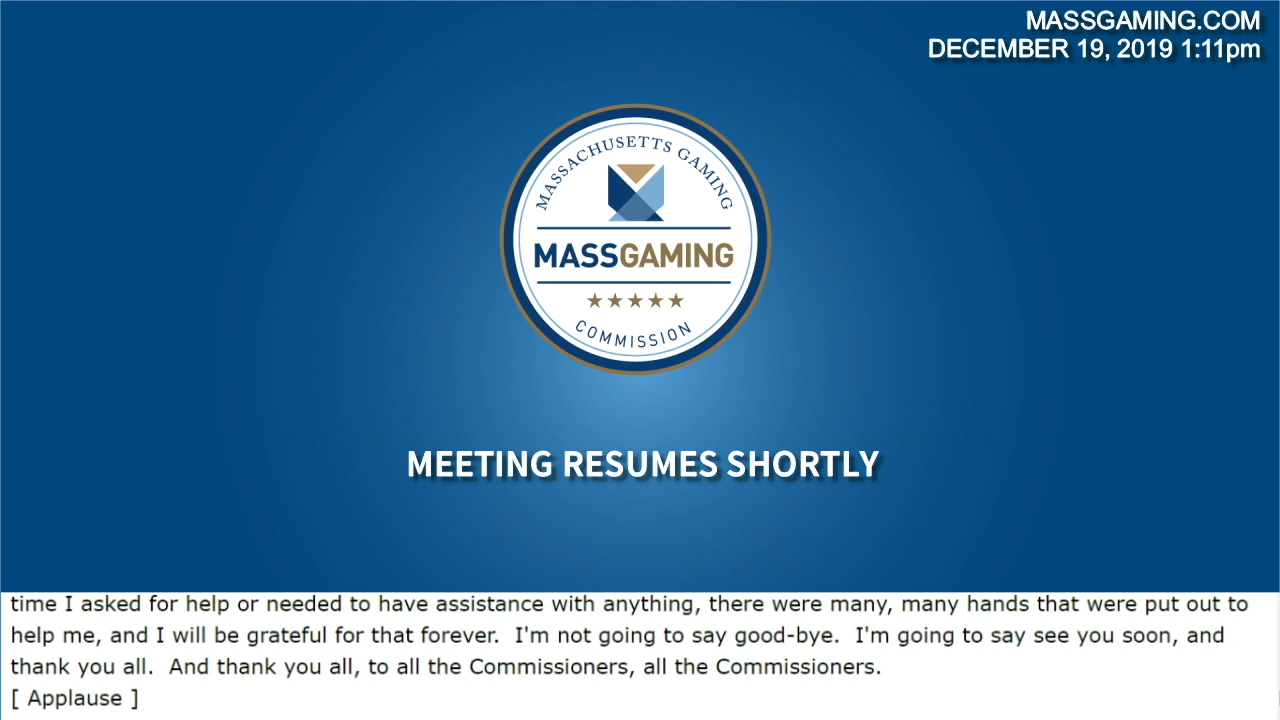 MASSGAMING.COM
DECEMBER 19, 2019 1:11pm
MASSACHUSETTS GAMING
MASSGAMING
COMMISSION
MEETING RESUMES SHORTLY
time I asked for help or needed to have assistance with anything, there were many, many hands that were put out to
help me, and I will be grateful for that forever.  I'm not going to say good-bye.  I'm going to say see you soon, and
thank you all.  And thank you all, to all the Commissioners, all the Commissioners.
[ Applause ]